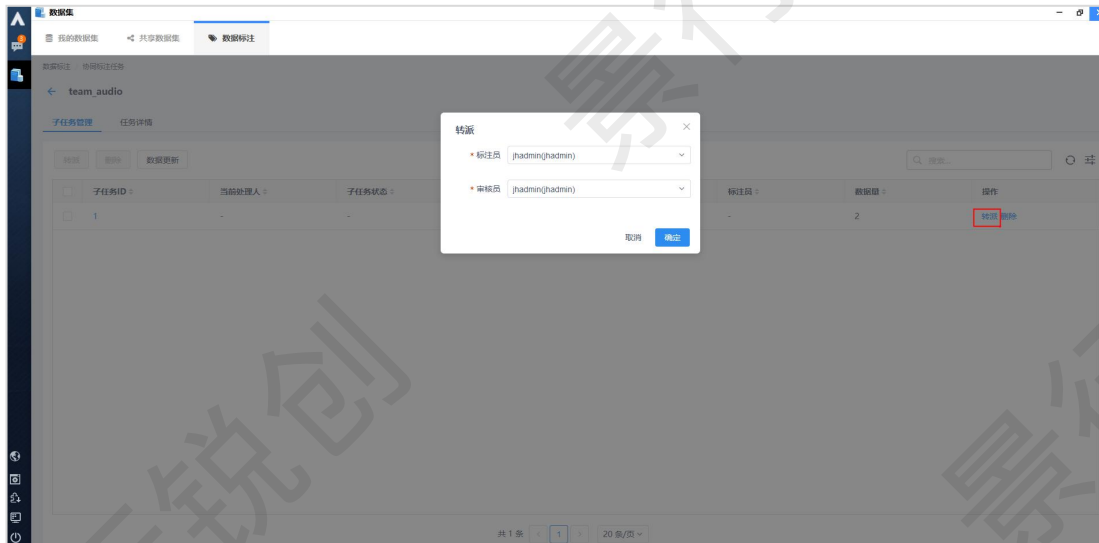 数据集
我的数据集 共享数据集 数据标注
数据标注 / 协同标注任务
← team_audio
子任务管理 任务详情
转派 删除 数据更新 搜索...
子任务ID 当前处理人 子任务状态 标注员 数据量 操作
1 - - - 2 转派 删除
转派
* 标注员 jhadmin(jhadmin)
* 审核员 jhadmin(jhadmin)
取消 确定
共 1 条 < 1 > 20 条/页